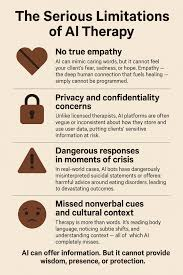 The Serious Limitations
of AI Therapy
No true empathy
AI can mimic caring words, but it cannot feel
your client's fear, sadness, or hope. Empathy —
the deep human connection that fuels healing —
simply cannot be programmed.
Privacy and confidentiality
concerns
Unlike licensed therapists, AI platforms are often
vague or inconsistent about how they store and
use user data, putting clients'
sensitive information at risk.
Dangerous responses
in moments of crisis
In real-world cases, AI bots have dangerously
misinterpreted suicidal statements or offered
harmful advice around eating disorders, leading
to devastating outcomes.
Missed nonverbal cues
and cultural context
Therapy is more than words. It's reading body
language, noticing subtle shifts, and
understanding context — all of which AI
completely misses.
AI can offer information. But it cannot provide
wisdom, presence, or protection.